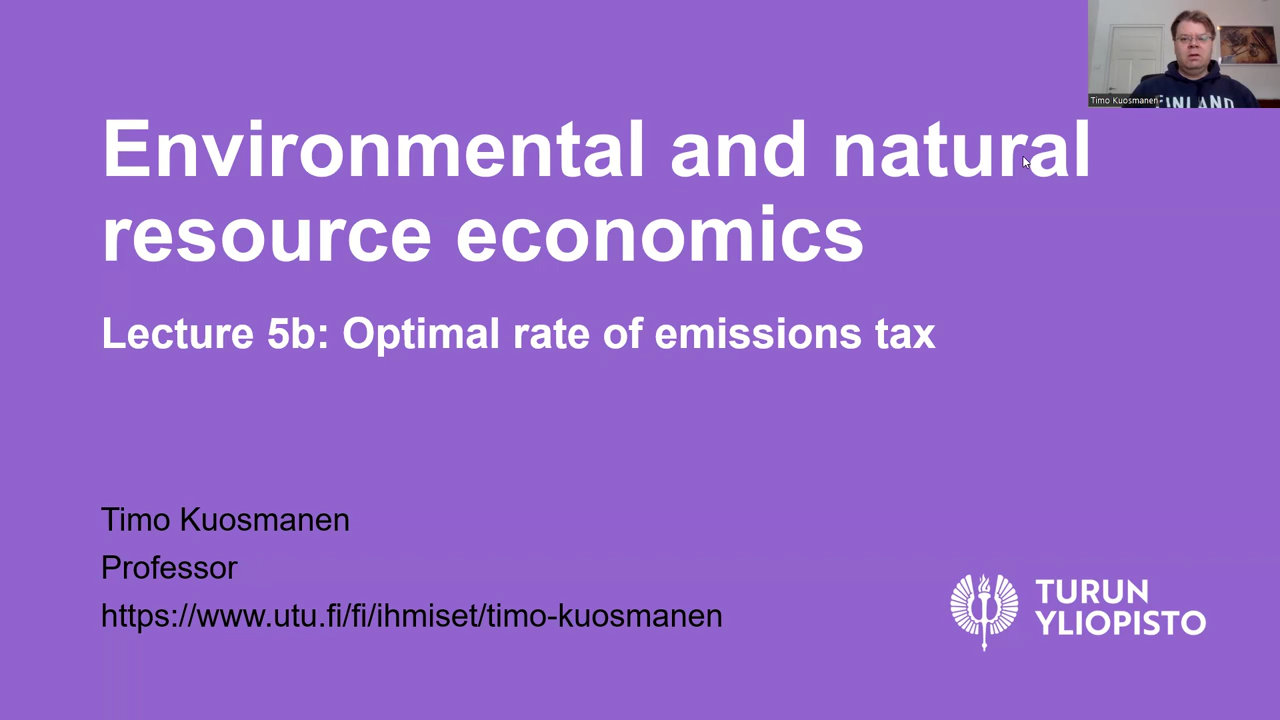 Environmental and natural
resource economics
Lecture 5b: Optimal rate of emissions tax
Timo Kuosmanen
Professor
https://www.utu.fi/fi/ihmiset/timo-kuosmanen
TURUN
YLIOPISTO
Timo Kuosmanen
FINLAND